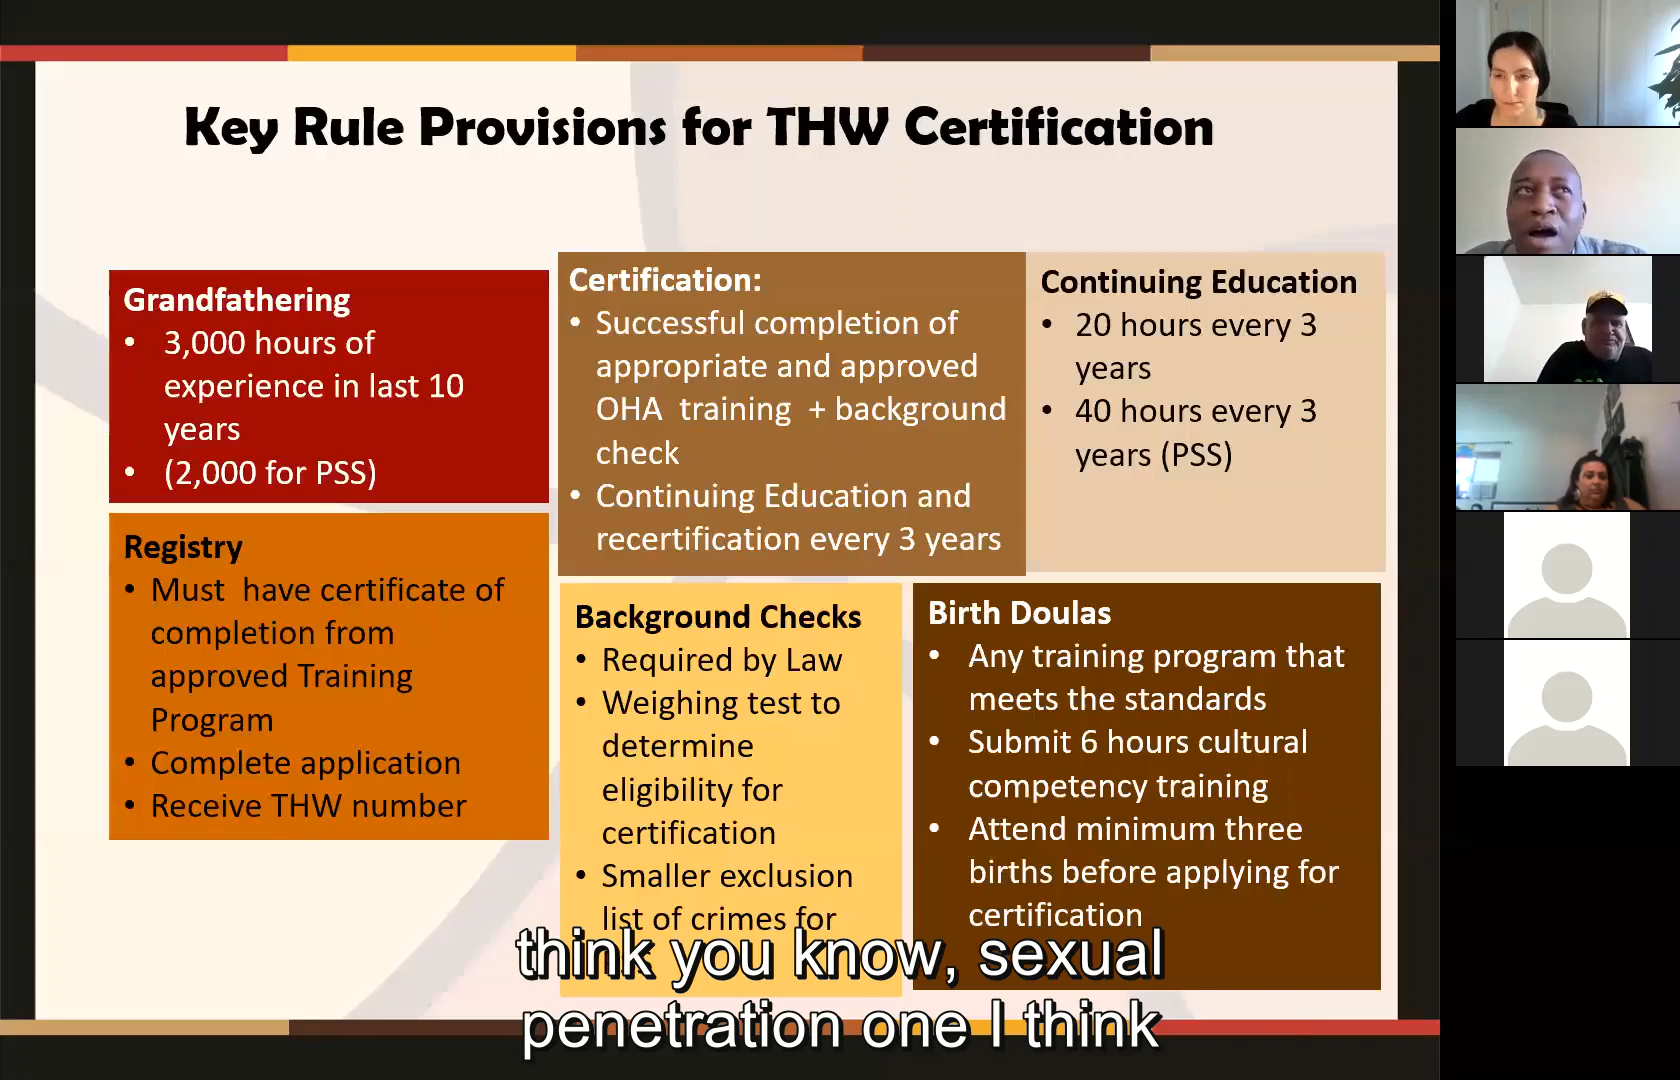 Key Rule Provisions for THW Certification
Grandfathering
• 3,000 hours of
experience in last 10
years
• (2,000 for PSS)
Registry
• Must have certificate of
completion from
approved Training
Program
• Complete application
• Receive THW number
Certification:
• Successful completion of
appropriate and approved
OHA training + background
check
• Continuing Education and
recertification every 3 years
Continuing Education
• 20 hours every 3
years
• 40 hours every 3
years (PSS)
Background Checks
• Required by Law
• Weighing test to
determine
eligibility for
certification
• Smaller exclusion
list of crimes for
Birth Doulas
• Any training program that
meets the standards
• Submit 6 hours cultural
competency training
• Attend minimum three
births before applying for
certification
think you know, sexual
penetration one I think